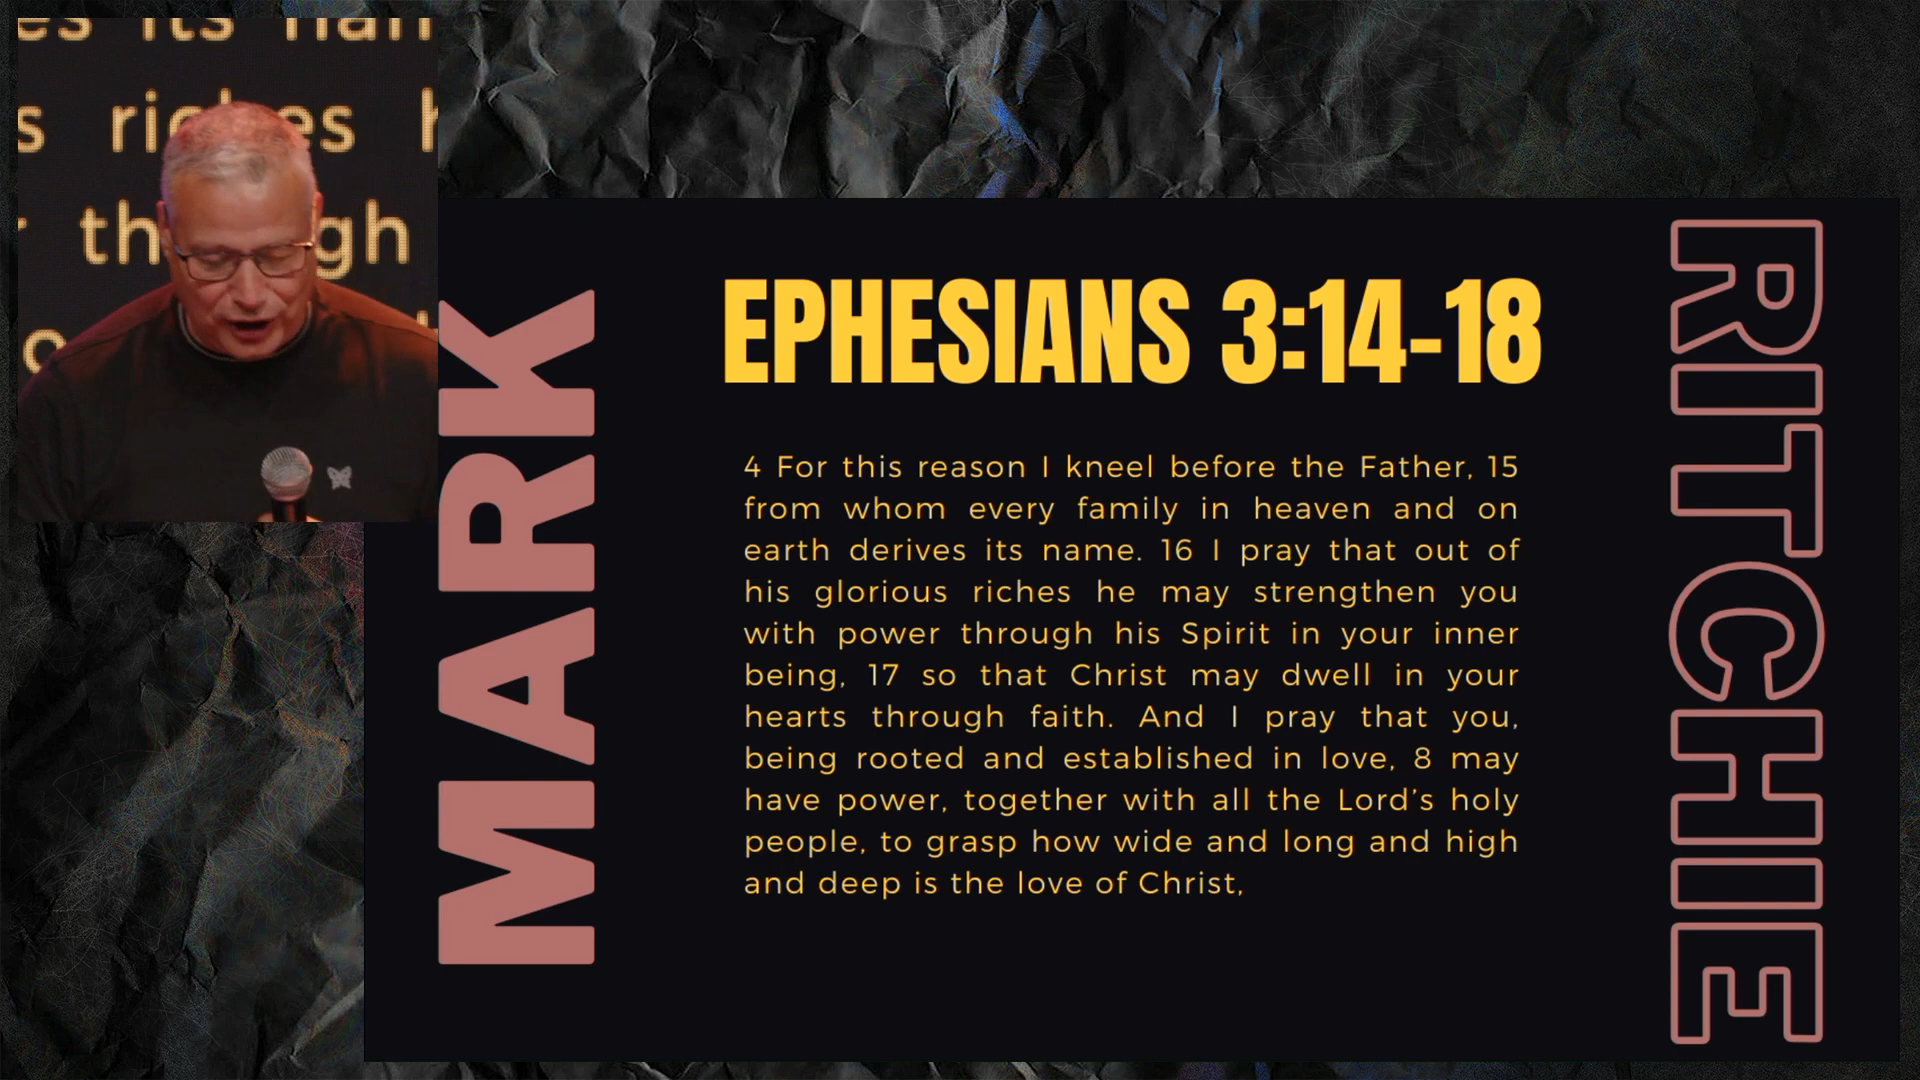 es its nam
s riches h
r through
MARK
EPHESIANS 3:14-18
4 For this reason I kneel before the Father, 15
from whom every family in heaven and on
earth derives its name. 16 I pray that out of
his glorious riches he may strengthen you
with power through his Spirit in your inner
being, 17 so that Christ may dwell in your
hearts through faith. And I pray that you,
being rooted and established in love, 8 may
have power, together with all the Lord’s holy
people, to grasp how wide and long and high
and deep is the love of Christ,
RITCHIE